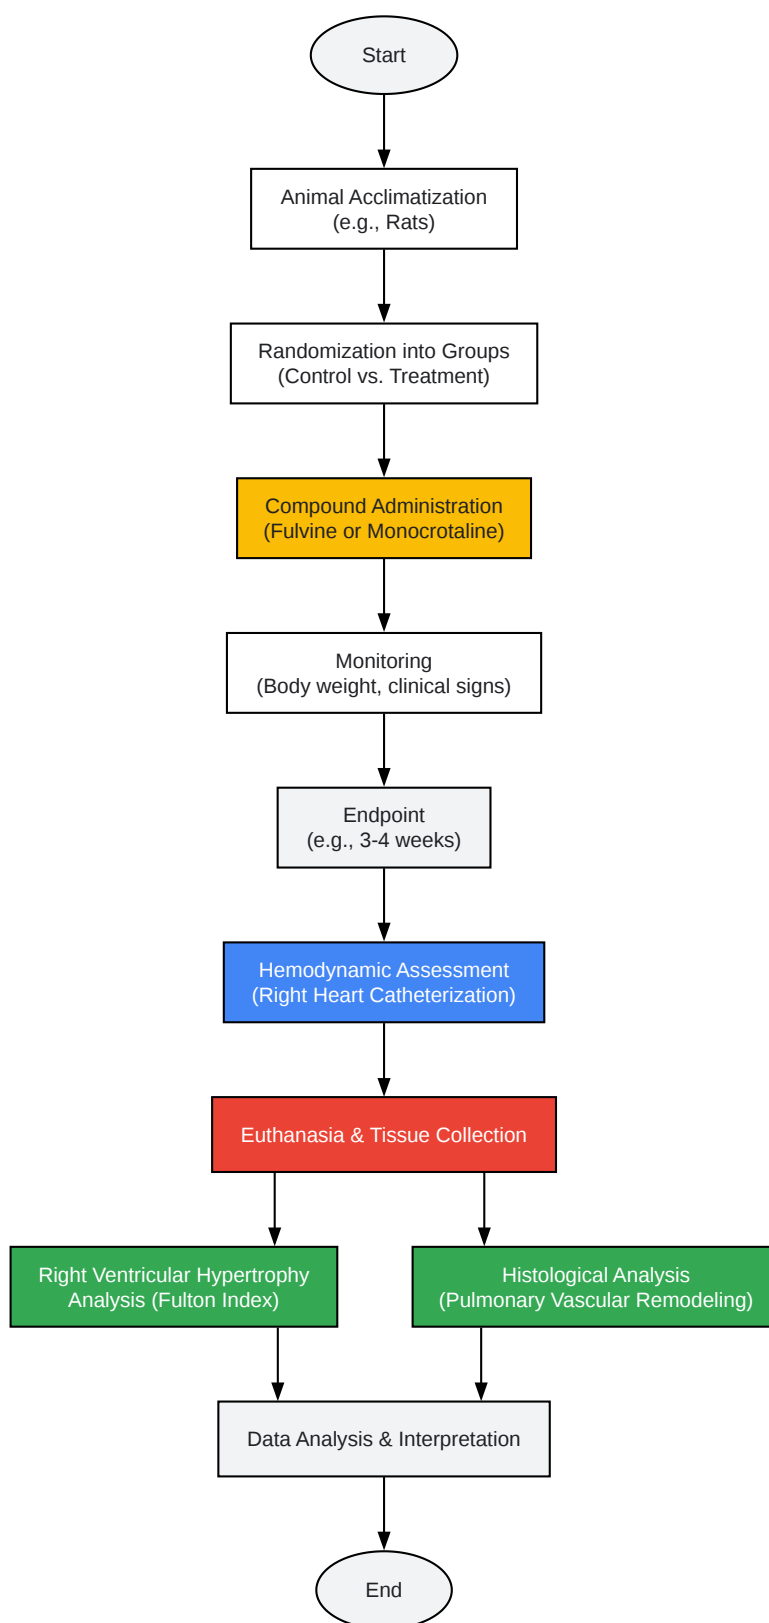 Start
Animal Acclimatization
(e.g., Rats)
Randomization into Groups
(Control vs. Treatment)
Compound Administration
(Fulvine or Monocrotaline)
Monitoring
(Body weight, clinical signs)
Endpoint
(e.g., 3-4 weeks)
Hemodynamic Assessment
(Right Heart Catheterization)
Euthanasia & Tissue Collection
Right Ventricular Hypertrophy
Analysis (Fulton Index)
Histological Analysis
(Pulmonary Vascular Remodeling)
Data Analysis & Interpretation
End